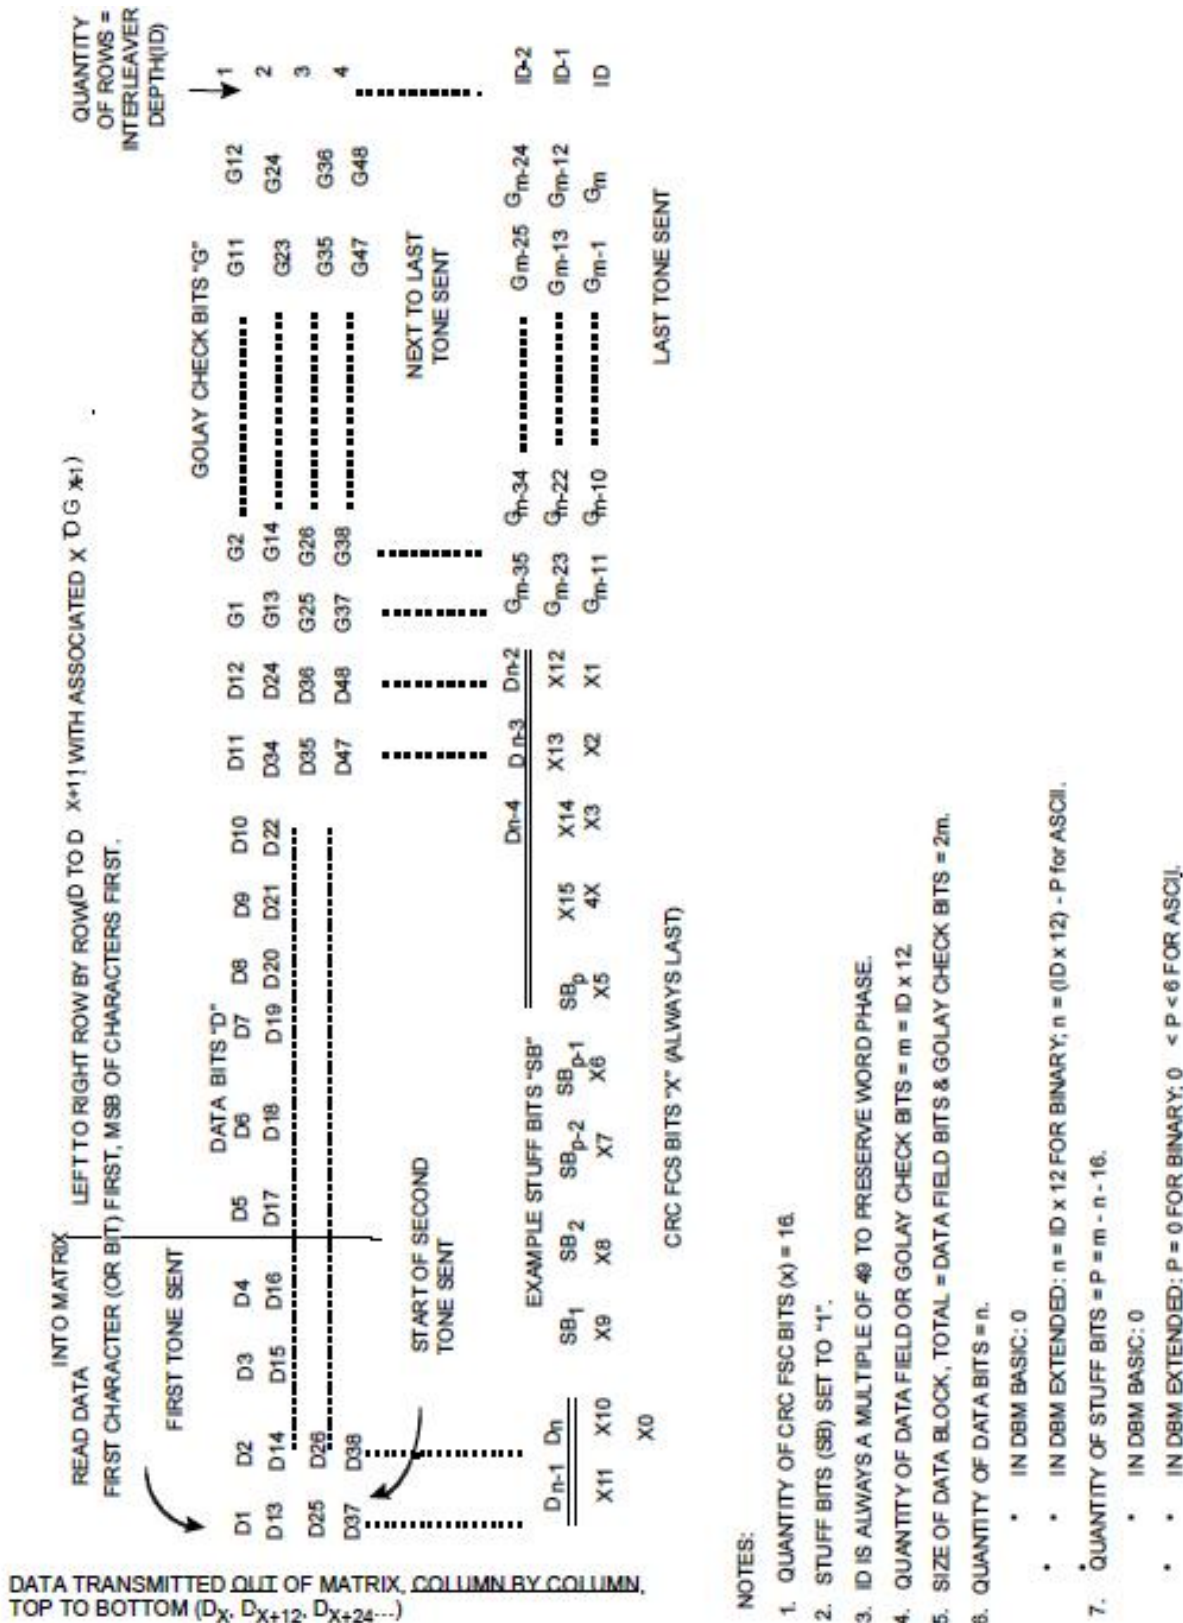 DATA TRANSMITTED OUT OF MATRIX, COLUMN BY COLUMN,
TOP TO BOTTOM (DX, DX+12, DX+24...)
INTO MATRIX
READ DATA LEFT TO RIGHT ROW BY ROW(D TO D X+11 WITH ASSOCIATED X TO G X+1)
FIRST CHARACTER (OR BIT) FIRST, MSB OF CHARACTERS FIRST.
QUANTITY
OF ROWS =
INTERLEAVER
DEPTH(ID)
FIRST TONE SENT
DATA BITS "D"
GOLAY CHECK BITS "G"
D1 D2 D3 D4 D5 D6 D7 D8 D9 D10 D11 D12 G1 G2 G11 G12 1
D13 D14 D15 D16 D17 D18 D19 D20 D21 D22 D34 D24 G13 G14 G23 G24 2
D25 D26 D35 D36 G25 G26 G35 G36 3
D37 D38 D47 D48 G37 G38 G47 G48 4
START OF SECOND
TONE SENT
NEXT TO LAST
TONE SENT
EXAMPLE STUFF BITS "SB"
Dn-4 Dn-3 Dn-2 Gm-35 Gm-34 Gm-25 Gm-24 ID-2
Dn-1 Dn SB1 SB2 SBp-2 SBp-1 SBp X15 X14 X13 X12 Gm-23 Gm-22 Gm-13 Gm-12 ID-1
X11 X10 X9 X8 X7 X6 X5 4X X3 X2 X1 Gm-11 Gm-10 Gm-1 Gm ID
X0
CRC FCS BITS "X" (ALWAYS LAST)
LAST TONE SENT
NOTES:
1. QUANTITY OF CRC FSC BITS (x) = 16.
2. STUFF BITS (SB) SET TO "1".
3. ID IS ALWAYS A MULTIPLE OF 49 TO PRESERVE WORD PHASE.
4. QUANTITY OF DATA FIELD OR GOLAY CHECK BITS = m = ID x 12.
5. SIZE OF DATA BLOCK, TOTAL = DATA FIELD BITS & GOLAY CHECK BITS = 2m.
6. QUANTITY OF DATA BITS = n.
• IN DBM BASIC: 0
• IN DBM EXTENDED: n = ID x 12 FOR BINARY; n = (ID x 12) - P for ASCII.
7. QUANTITY OF STUFF BITS = P = m - n - 16.
• IN DBM BASIC: 0
• IN DBM EXTENDED: P = 0 FOR BINARY; 0 < P < 6 FOR ASCII.